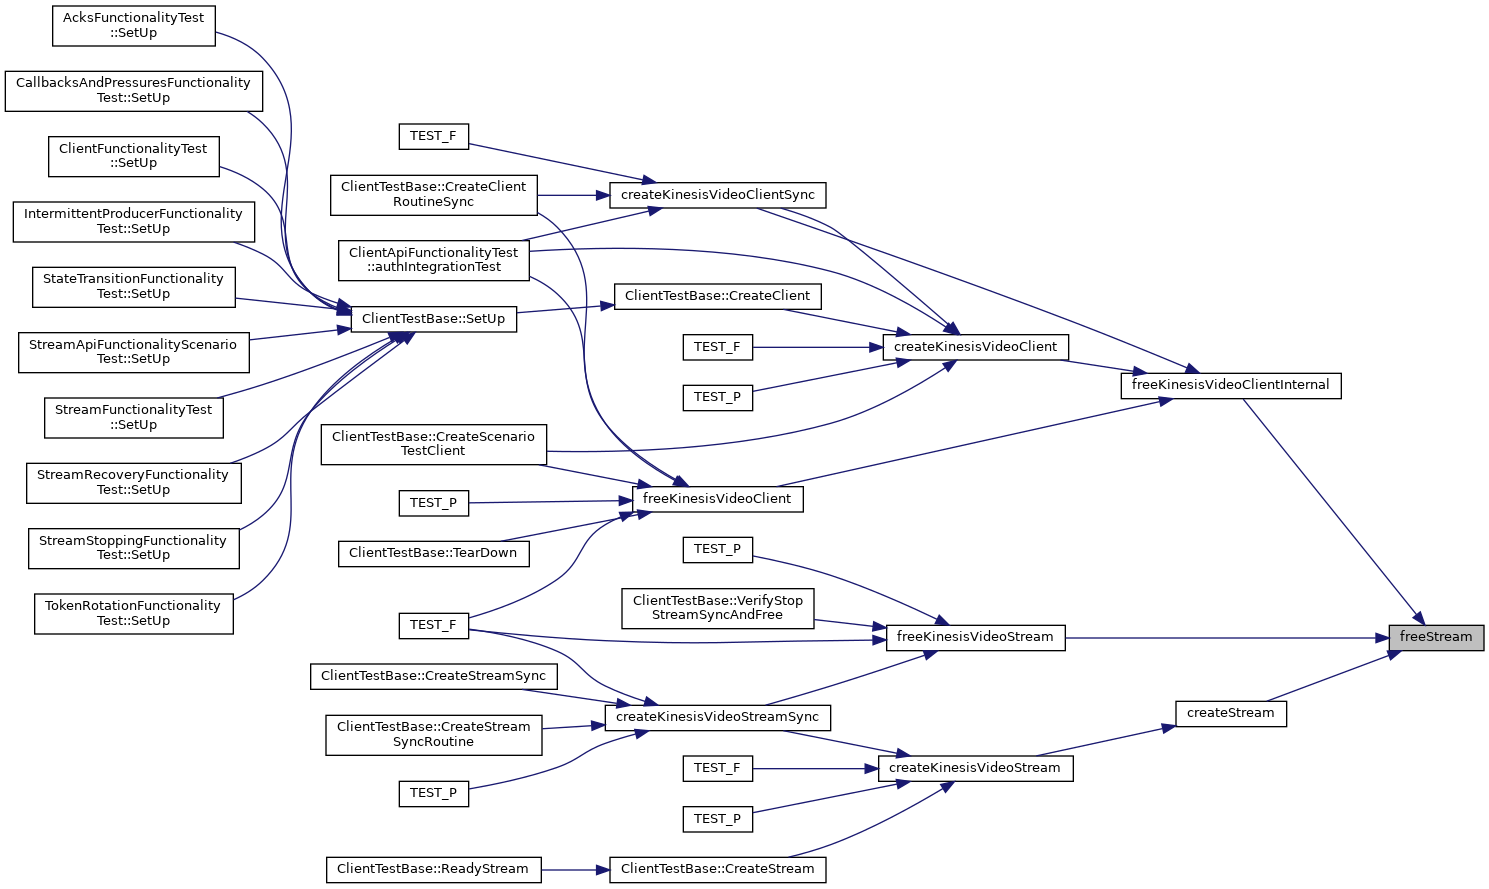 AcksFunctionalityTest
::SetUp
CallbacksAndPressuresFunctionality
Test::SetUp
ClientFunctionalityTest
::SetUp
IntermittentProducerFunctionality
Test::SetUp
StateTransitionFunctionality
Test::SetUp
StreamApiFunctionalityScenario
Test::SetUp
StreamFunctionalityTest
::SetUp
StreamRecoveryFunctionality
Test::SetUp
StreamStoppingFunctionality
Test::SetUp
TokenRotationFunctionality
Test::SetUp
TEST_F
ClientTestBase::CreateClient
RoutineSync
ClientApiFunctionalityTest
::authIntegrationTest
ClientTestBase::SetUp
ClientTestBase::CreateScenario
TestClient
TEST_P
ClientTestBase::TearDown
TEST_F
ClientTestBase::CreateStreamSync
ClientTestBase::CreateStream
SyncRoutine
TEST_P
ClientTestBase::ReadyStream
createKinesisVideoClientSync
ClientTestBase::CreateClient
TEST_F
TEST_P
freeKinesisVideoClient
TEST_P
ClientTestBase::VerifyStop
StreamSyncAndFree
createKinesisVideoStreamSync
TEST_F
TEST_P
ClientTestBase::CreateStream
createKinesisVideoClient
freeKinesisVideoStream
createKinesisVideoStream
freeKinesisVideoClientInternal
createStream
freeStream